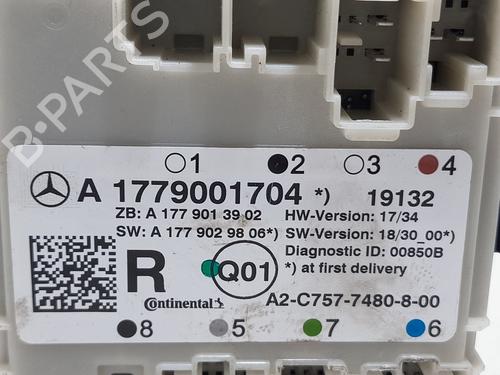 B-PARTS
1 2 3 4
A 1779001704 *) 19132
ZB: A 177 901 39 02 HW-Version: 17/34
SW: A 177 902 98 06*) SW-Version: 18/30_00*)
Diagnostic ID: 00850B
R Q01 *) at first delivery
Continental A2-C757-7480-8-00
8 5 7 6